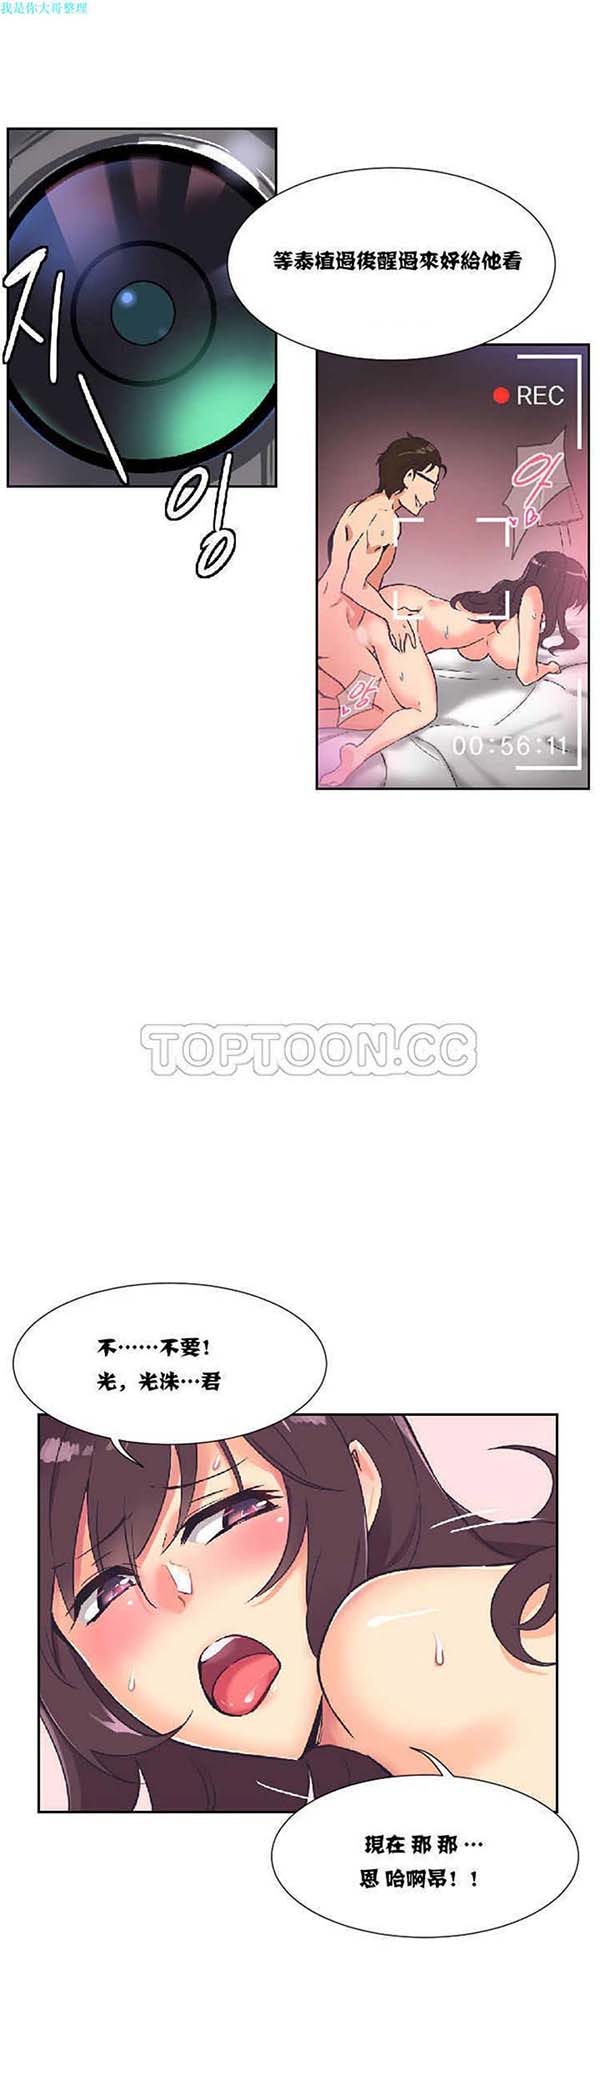 我是你大哥整理
等泰植過後醒過來好給他看
지
잉
REC
앙
앙
00:56:11
TOPTOON.CC
不……不要！
光，光洙…君
現在 那 那 …
恩 哈啊昂！！